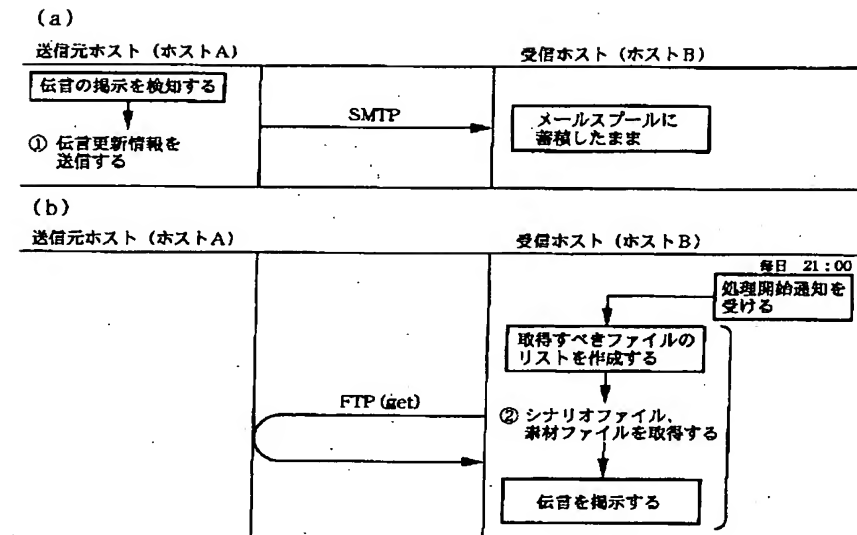 (a)
送信元ホスト (ホストA)
受信ホスト (ホストB)
伝言の掲示を検知する
① 伝言更新情報を
送信する
SMTP
メールスプールに
蓄積したまま
(b)
送信元ホスト (ホストA)
受信ホスト (ホストB)
毎日 21:00
処理開始通知を
受ける
取得すべきファイルの
リストを作成する
FTP(get)
② シナリオファイル、
素材ファイルを取得する
伝言を掲示する